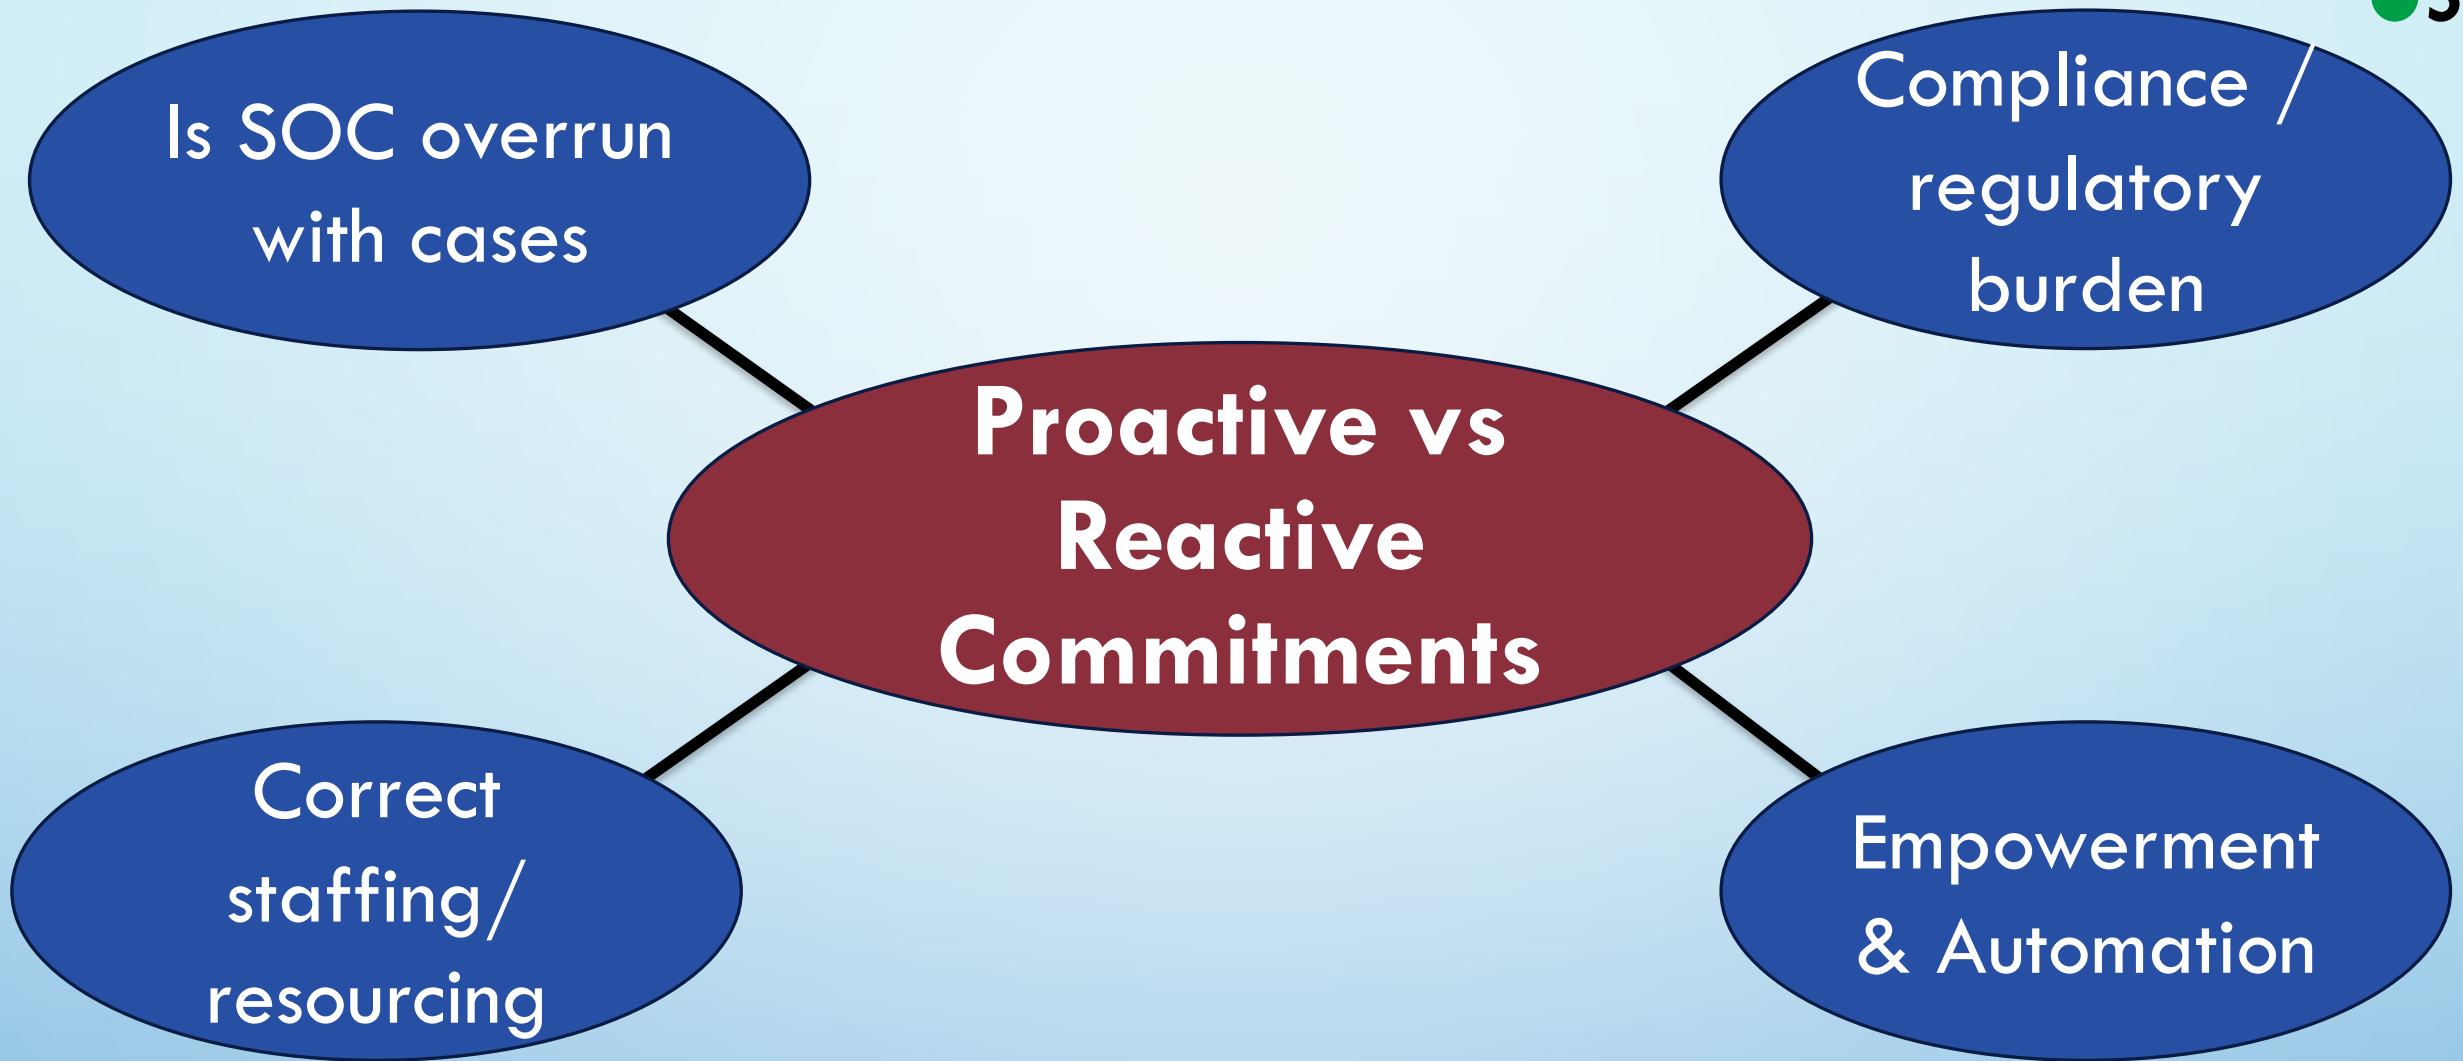 Is SOC overrun
with cases
Compliance /
regulatory
burden
Proactive vs
Reactive
Commitments
Correct
staffing/
resourcing
Empowerment
& Automation